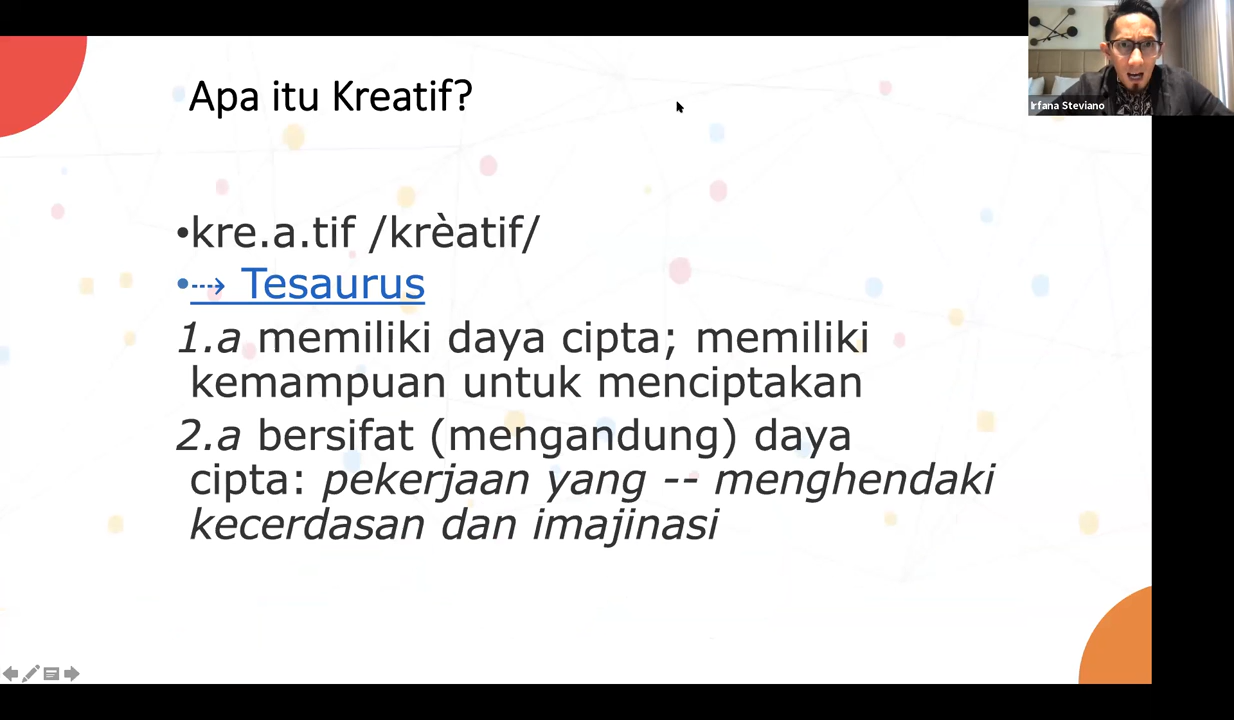 Apa itu Kreatif?
Irfana Steviano
•kre.a.tif /krèatif/
•⤑ Tesaurus
1.a memiliki daya cipta; memiliki
kemampuan untuk menciptakan
2.a bersifat (mengandung) daya
cipta: pekerjaan yang -- menghendaki
kecerdasan dan imajinasi